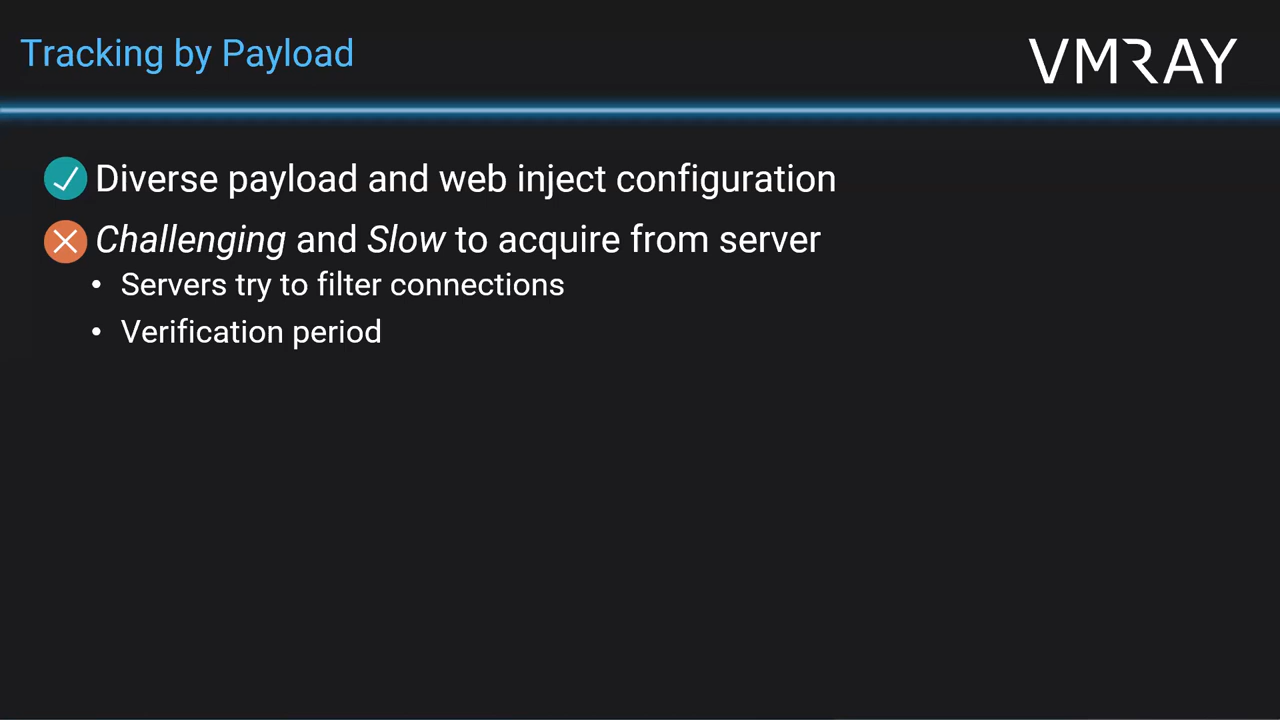 Tracking by Payload
VMRAY
Diverse payload and web inject configuration
Challenging and Slow to acquire from server
• Servers try to filter connections
• Verification period